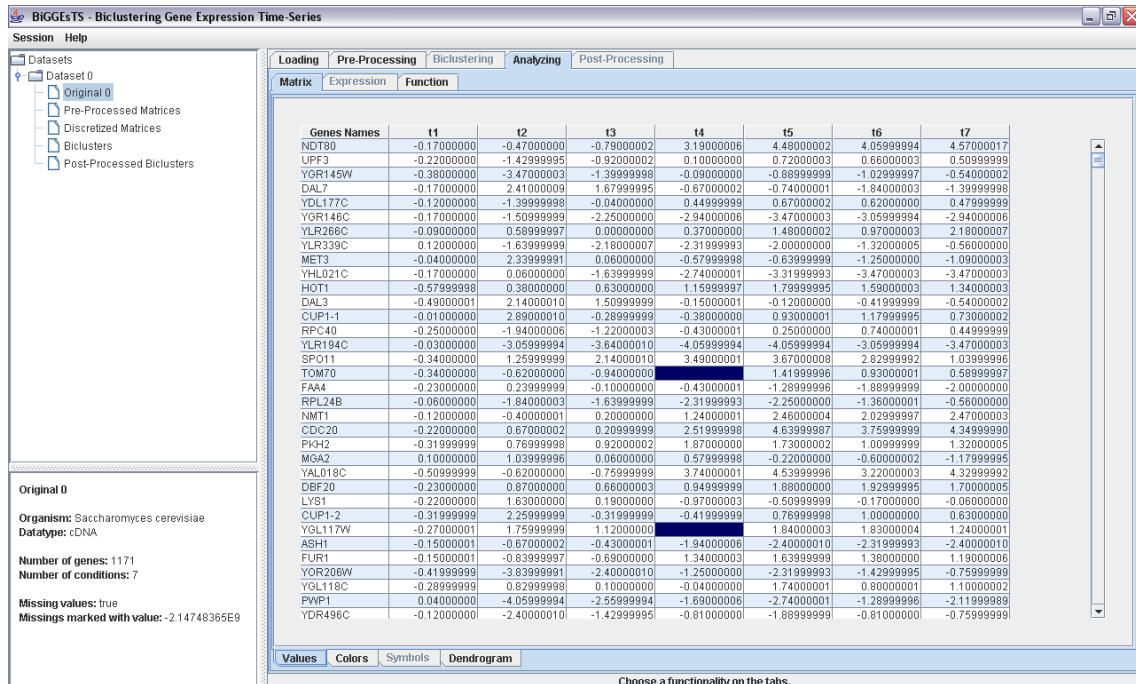 BiGGEsTS - Biclustering Gene Expression Time-Series
Session Help
Datasets
Dataset 0
Original 0
Pre-Processed Matrices
Discretized Matrices
Biclusters
Post-Processed Biclusters
Original 0
Organism: Saccharomyces cerevisiae
Datatype: cDNA
Number of genes: 1171
Number of conditions: 7
Missing values: true
Missings marked with value: -2.14748365E9
Loading Pre-Processing Biclustering Analyzing Post-Processing
Matrix Expression Function
Genes Names t1 t2 t3 t4 t5 t6 t7
NDT80 -0.17000000 -0.47000000 -0.79000002 3.19000006 4.48000002 4.05999994 4.57000017
UPF3 -0.22000000 -1.42999995 -0.92000002 0.10000000 0.72000003 0.66000003 0.50999999
YGR145W -0.38000000 -3.47000003 -1.39999998 -0.09000000 -0.88999999 -1.02999997 -0.54000002
DAL7 -0.17000000 2.41000009 1.67999995 -0.67000002 -0.74000001 -1.84000003 -1.39999998
YDL177C -0.12000000 -1.39999998 -0.04000000 0.44999999 0.67000002 0.62000000 0.47999999
YGR146C -0.17000000 -1.50999999 -2.25000000 -2.94000006 -3.47000003 -3.05999994 -2.94000006
YLR266C -0.09000000 0.58999997 0.00000000 0.37000000 1.48000002 0.97000003 2.18000007
YLR339C 0.12000000 -1.63999999 -2.18000007 -2.31999993 -2.00000000 -1.32000005 -0.56000000
MET3 -0.04000000 2.33999991 0.06000000 -0.57999998 -0.63999999 -1.25000000 -1.09000003
YHL021C -0.17000000 0.06000000 -1.63999999 -2.74000001 -3.31999993 -3.47000003 -3.47000003
HOT1 -0.57999998 0.38000000 0.63000000 1.15999997 1.79999995 1.59000003 1.34000003
DAL3 -0.49000001 2.14000010 1.50999999 -0.15000001 -0.12000000 -0.41999999 -0.54000002
CUP1-1 -0.01000000 2.89000010 -0.28999999 -0.38000000 0.93000001 1.17999995 0.73000002
RPC40 -0.25000000 -1.94000006 -1.22000003 -0.43000001 0.25000000 0.74000001 0.44999999
YLR194C -0.03000000 -3.05999994 -3.64000010 -4.05999994 -4.05999994 -3.05999994 -3.47000003
SPO11 -0.34000000 1.25999999 2.14000010 3.49000001 3.67000008 2.82999992 1.03999996
TOM70 -0.34000000 -0.62000000 -0.94000000 1.41999996 0.93000001 0.58999997
FAA4 -0.23000000 0.23999999 -0.10000000 -0.43000001 -1.28999996 -1.88999999 -2.00000000
RPL24B -0.06000000 -1.84000003 -1.63999999 -2.31999993 -2.25000000 -1.36000001 -0.56000000
NMT1 -0.12000000 -0.40000001 0.20000000 1.24000001 2.46000004 2.02999997 2.47000003
CDC20 -0.22000000 0.67000002 0.20999999 2.51999998 4.63999987 3.75999999 4.34999990
PKH2 -0.31999999 0.76999998 0.92000002 1.87000000 1.73000002 1.00999999 1.32000005
MGA2 0.10000000 1.03999996 0.06000000 0.57999998 -0.22000000 -0.60000002 -1.17999995
YAL018C -0.50999999 -0.62000000 -0.75999999 3.74000001 4.53999996 3.22000003 4.32999992
DBF20 -0.23000000 0.87000000 0.66000003 0.94999999 1.88000000 1.92999995 1.70000005
LYS1 -0.22000000 1.63000000 0.19000000 -0.97000003 -0.50999999 -0.17000000 -0.06000000
CUP1-2 -0.31999999 2.25999999 -0.31999999 -0.41999999 0.76999998 1.00000000 0.63000000
YGL117W -0.27000001 1.75999999 1.12000000 1.84000003 1.83000004 1.24000001
ASH1 -0.15000001 -0.67000002 -0.43000001 -1.94000006 -2.40000010 -2.31999993 -2.40000010
FUR1 -0.15000001 -0.83999997 -0.69000000 1.34000003 1.63999999 1.38000000 1.19000006
YOR206W -0.41999999 -3.83999991 -2.40000010 -1.25000000 -2.31999993 -1.42999995 -0.75999999
YGL118C -0.28999999 0.82999998 0.10000000 -0.04000000 1.74000001 0.80000001 1.10000002
PWP1 0.04000000 -4.05999994 -2.55999994 -1.69000006 -2.74000001 -1.28999996 -2.11999989
YDR496C -0.12000000 -2.40000010 -1.42999995 -0.81000000 -1.88999999 -0.81000000 -0.75999999
Values Colors Symbols Dendrogram
Choose a functionality on the tabs.